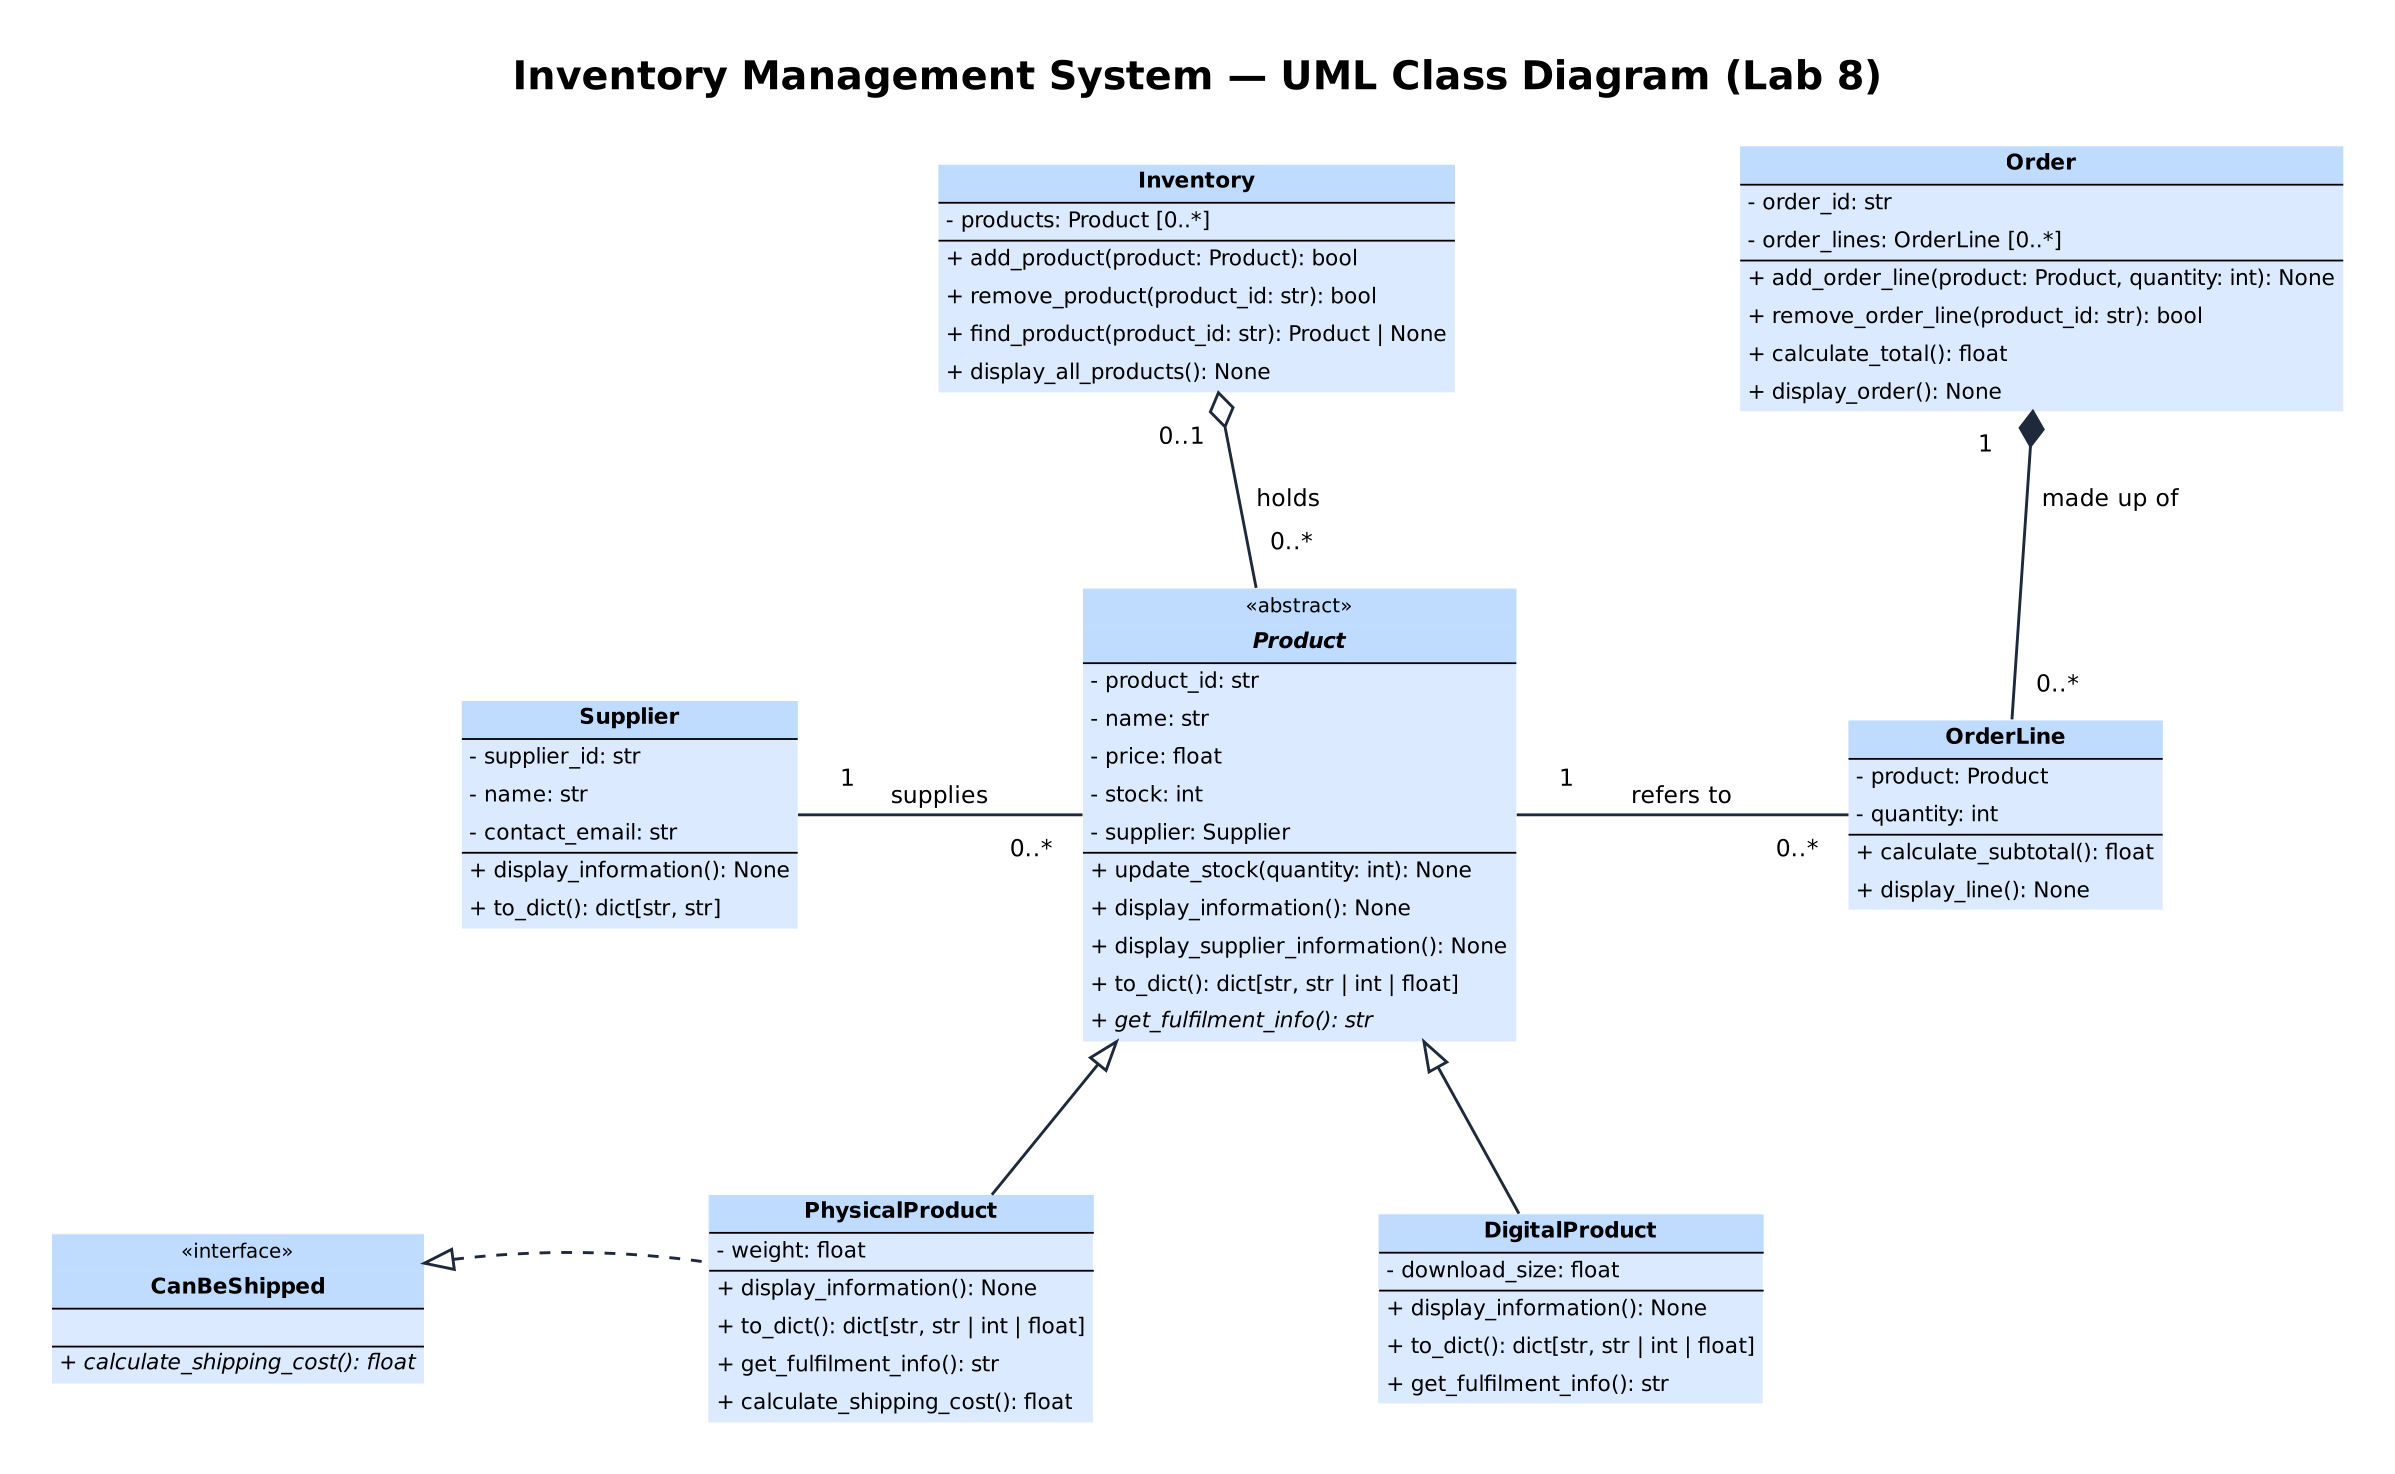 Inventory Management System — UML Class Diagram (Lab 8)
Inventory
- products: Product [0..*]
+ add_product(product: Product): bool
+ remove_product(product_id: str): bool
+ find_product(product_id: str): Product | None
+ display_all_products(): None
Order
- order_id: str
- order_lines: OrderLine [0..*]
+ add_order_line(product: Product, quantity: int): None
+ remove_order_line(product_id: str): bool
+ calculate_total(): float
+ display_order(): None
0..1
holds
0..*
1
made up of
0..*
Supplier
- supplier_id: str
- name: str
- contact_email: str
+ display_information(): None
+ to_dict(): dict[str, str]
1
supplies
0..*
«abstract»
Product
- product_id: str
- name: str
- price: float
- stock: int
- supplier: Supplier
+ update_stock(quantity: int): None
+ display_information(): None
+ display_supplier_information(): None
+ to_dict(): dict[str, str | int | float]
+ get_fulfilment_info(): str
1
refers to
0..*
OrderLine
- product: Product
- quantity: int
+ calculate_subtotal(): float
+ display_line(): None
«interface»
CanBeShipped
+ calculate_shipping_cost(): float
PhysicalProduct
- weight: float
+ display_information(): None
+ to_dict(): dict[str, str | int | float]
+ get_fulfilment_info(): str
+ calculate_shipping_cost(): float
DigitalProduct
- download_size: float
+ display_information(): None
+ to_dict(): dict[str, str | int | float]
+ get_fulfilment_info(): str